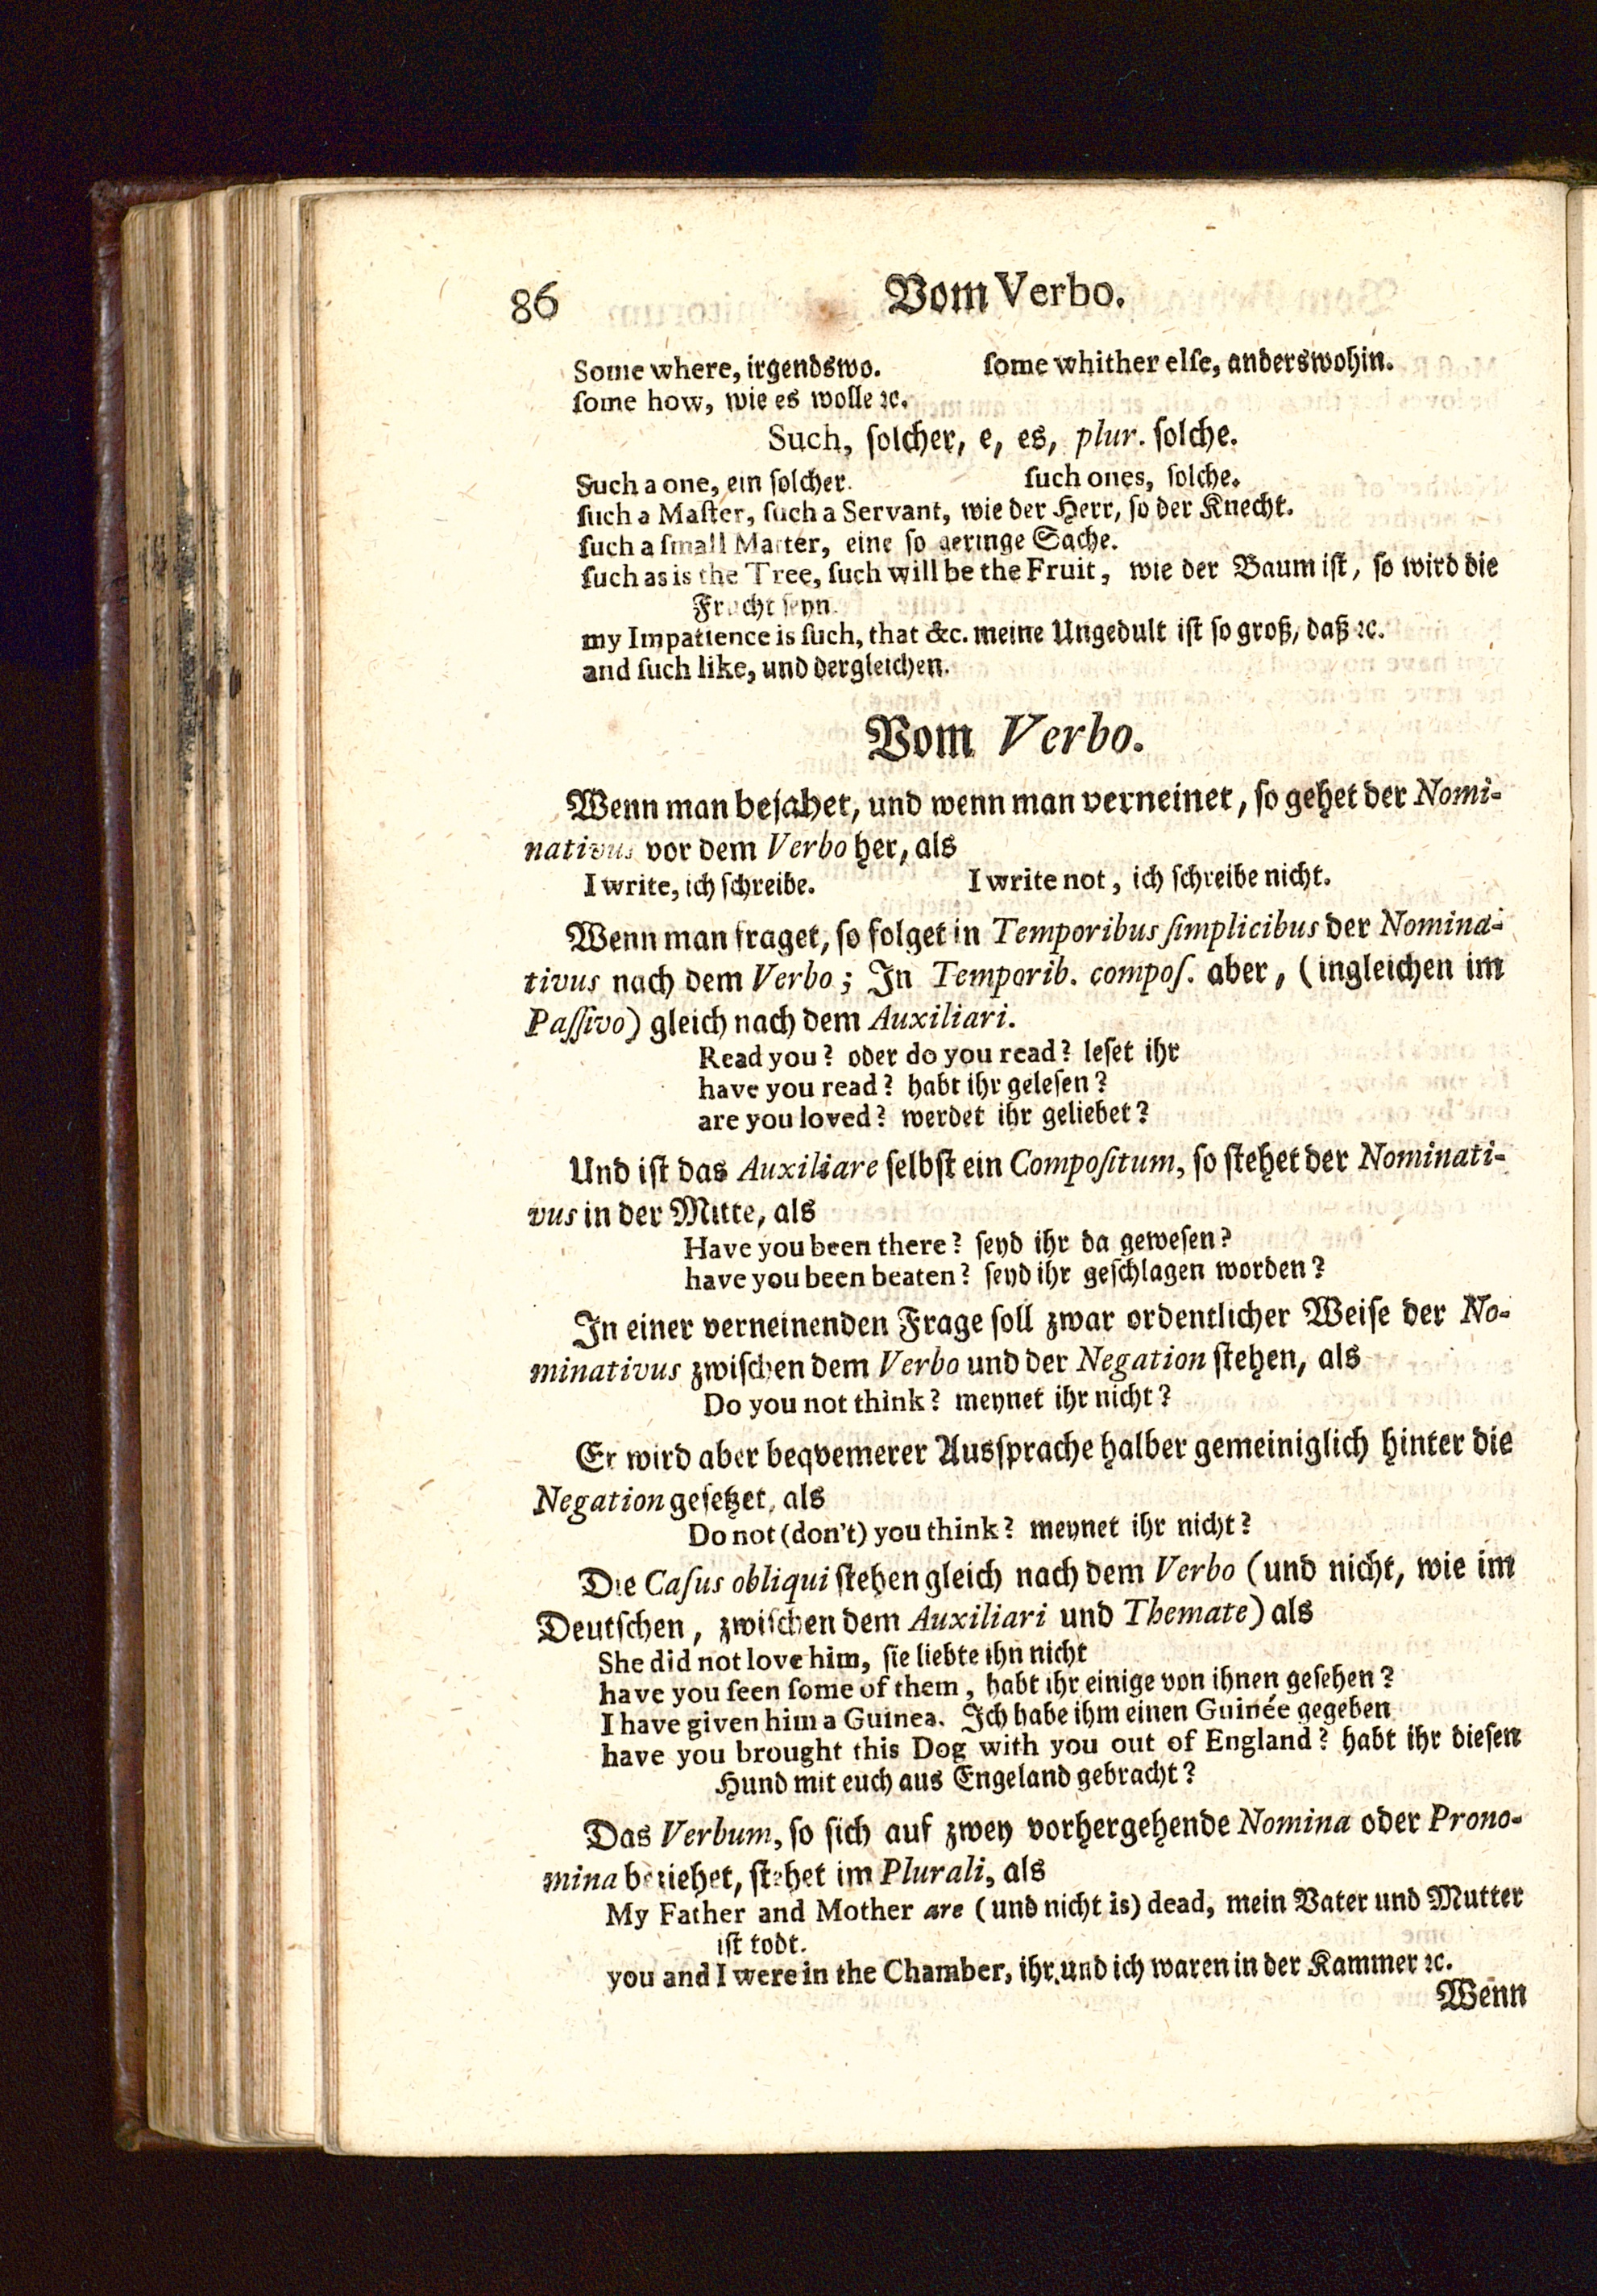 86 Vom Verbo.
Some where, irgendswo. ſome whither elſe, anderswohin.
ſome how, wie es wolle ꝛc.
Such, ſolcher, e, es, plur. ſolche.
Such a one, ein ſolcher. ſuch ones, ſolche.
ſuch a Maſter, ſuch a Servant, wie der Herr, ſo der Knecht.
ſuch a ſmall Matter, eine ſo geringe Sache.
ſuch as is the Tree, ſuch will be the Fruit, wie der Baum iſt, ſo wird die
Frucht ſeyn.
my Impatience is ſuch, that &c. meine Ungedult iſt ſo groß, daß ꝛc.
and ſuch like, und dergleichen.
Vom Verbo.
Wenn man bejahet, und wenn man verneinet, ſo gehet der Nomi-
nativus vor dem Verbo her, als
I write, ich ſchreibe. I write not, ich ſchreibe nicht.
Wenn man fraget, ſo folget in Temporibus ſimplicibus der Nomina-
tivus nach dem Verbo; In Temporib. compoſ. aber, (ingleichen im
Paſſivo) gleich nach dem Auxiliari.
Read you? oder do you read? leſet ihr
have you read? habt ihr geleſen?
are you loved? werdet ihr geliebet?
Und iſt das Auxiliare ſelbſt ein Compoſitum, ſo ſtehet der Nominati-
vus in der Mitte, als
Have you been there? ſeyd ihr da geweſen?
have you been beaten? ſeyd ihr geſchlagen worden?
In einer verneinenden Frage ſoll zwar ordentlicher Weiſe der No-
minativus zwiſchen dem Verbo und der Negation ſtehen, als
Do you not think? meynet ihr nicht?
Er wird aber beqvemerer Ausſprache halber gemeiniglich hinter die
Negation geſetzet, als
Do not (don't) you think? meynet ihr nicht?
Die Caſus obliqui ſtehen gleich nach dem Verbo (und nicht, wie im
Deutſchen, zwiſchen dem Auxiliari und Themate) als
She did not love him, ſie liebte ihn nicht
have you ſeen ſome of them, habt ihr einige von ihnen geſehen?
I have given him a Guinea. Ich habe ihm einen Guinée gegeben
have you brought this Dog with you out of England? habt ihr dieſen
Hund mit euch aus Engeland gebracht?
Das Verbum, ſo ſich auf zwey vorhergehende Nomina oder Prono-
mina beziehet, ſtehet im Plurali, als
My Father and Mother are (und nicht is) dead, mein Vater und Mutter
iſt todt.
you and I were in the Chamber, ihr und ich waren in der Kammer ꝛc.
Wenn